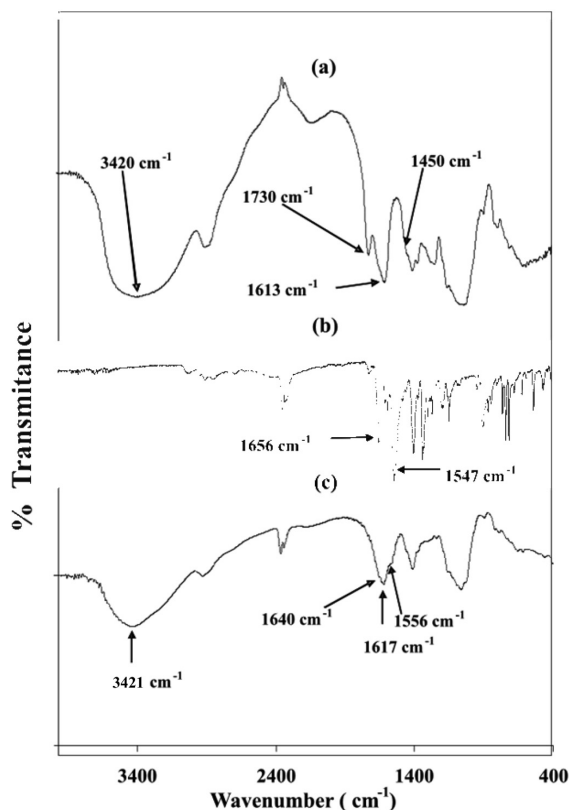 (a)
3420 cm⁻¹
1450 cm⁻¹
1730 cm⁻¹
1613 cm⁻¹
(b)
1656 cm⁻¹
1547 cm⁻¹
(c)
1640 cm⁻¹
1556 cm⁻¹
1617 cm⁻¹
3421 cm⁻¹
% Transmitance
3400 2400 1400 400
Wavenumber ( cm⁻¹)